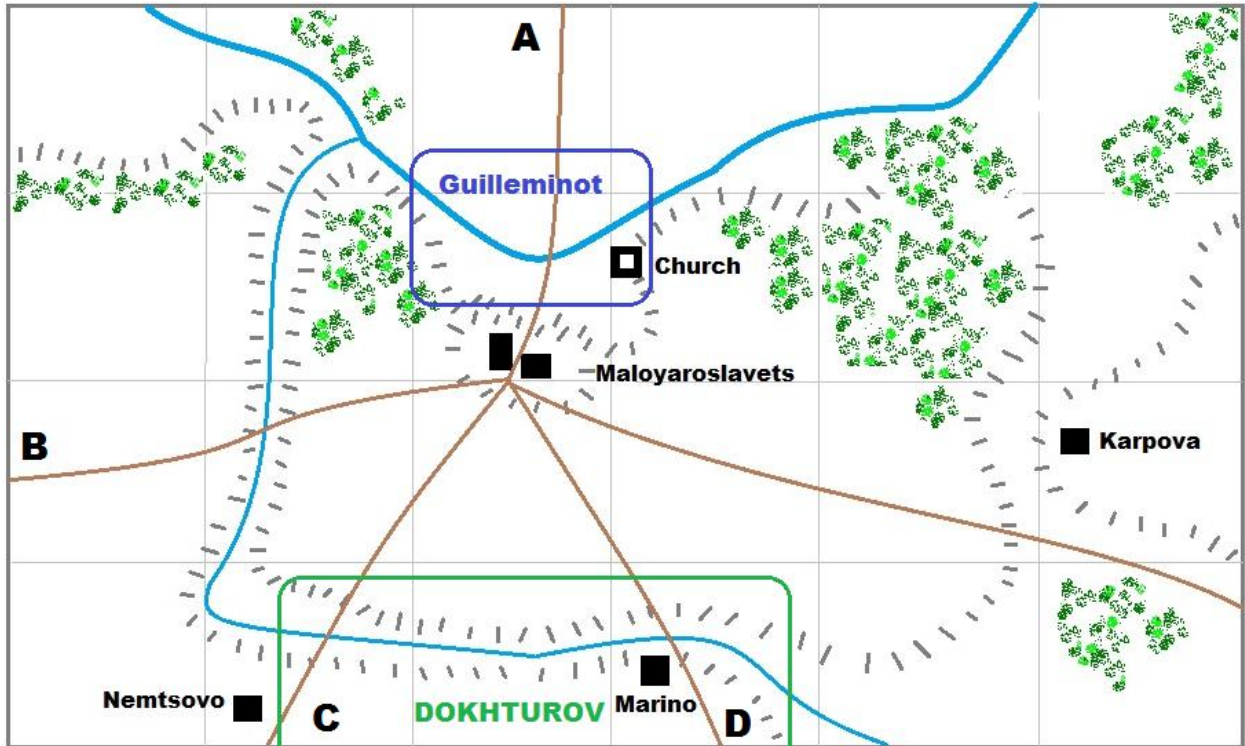 A
Guilleminot
Church
Maloyaroslavets
B
Karpova
Nemtsovo
C
DOKHTUROV
Marino
D